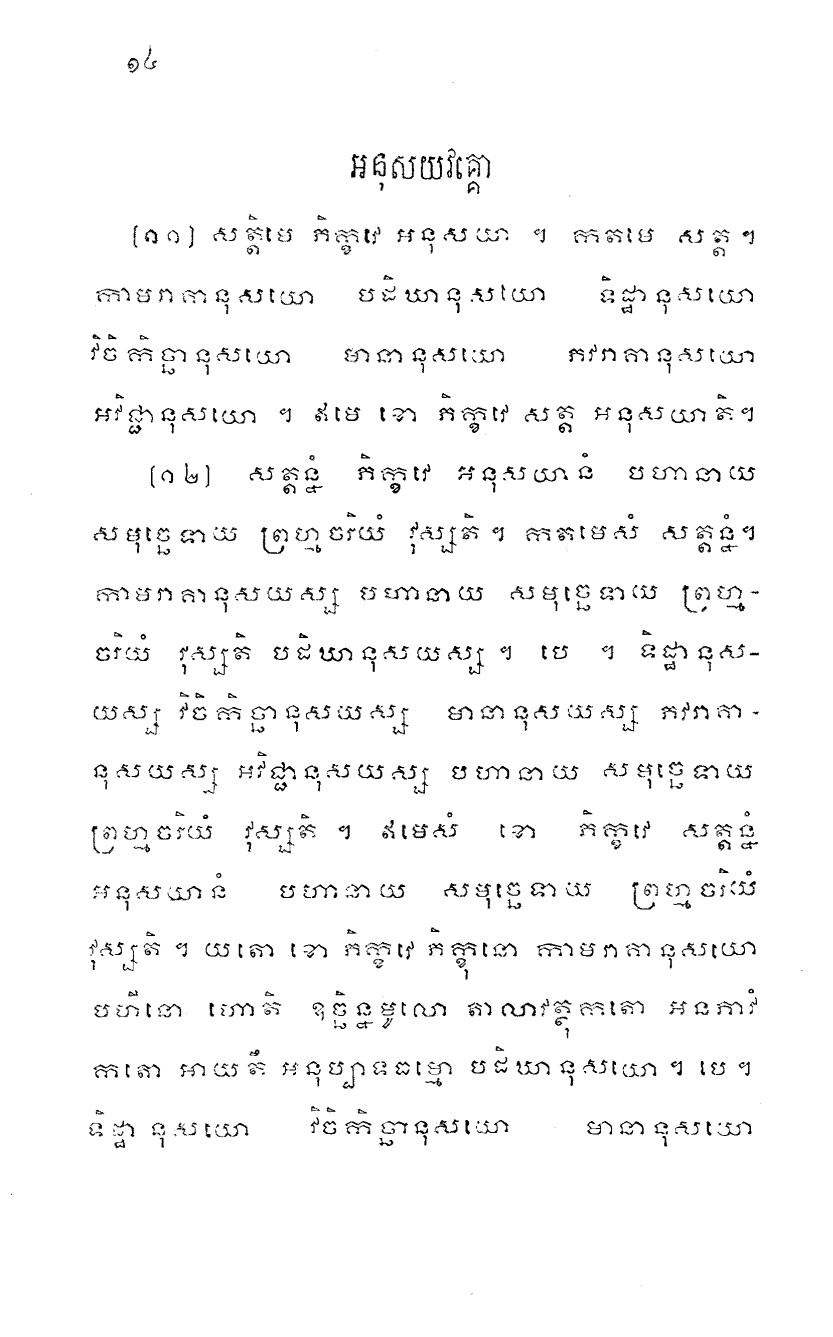 ១៤
អនុសយវគ្គោ
[១១] សត្តិមេ ភិក្ខវេ អនុសយា ។ កតមេ សត្ត ។
កាមរាគានុសយោ បដិឃានុសយោ ទិដ្ឋានុសយោ
វិចិកិច្ឆានុសយោ មានានុសយោ ភវរាគានុសយោ
អវិជ្ជានុសយោ ។ ឥមេ ខោ ភិក្ខវេ សត្ត អនុសយាតិ ។
[១២] សត្តន្នំ ភិក្ខវេ អនុសយានំ បហានាយ
សមុច្ឆេទាយ ព្រហ្មចរិយំ វុស្សតិ ។ កតមេសំ សត្តន្នំ ។
កាមរាគានុសយស្ស បហានាយ សមុច្ឆេទាយ ព្រហ្ម-
ចរិយំ វុស្សតិ បដិឃានុសយស្ស ។ បេ ។ ទិដ្ឋានុស-
យស្ស វិចិកិច្ឆានុសយស្ស មានានុសយស្ស ភវរាគា-
នុសយស្ស អវិជ្ជានុសយស្ស បហានាយ សមុច្ឆេទាយ
ព្រហ្មចរិយំ វុស្សតិ ។ ឥមេសំ ខោ ភិក្ខវេ សត្តន្នំ
អនុសយានំ បហានាយ សមុច្ឆេទាយ ព្រហ្មចរិយំ
វុស្សតិ ។ យតោ ខោ ភិក្ខវេ ភិក្ខុនោ កាមរាគានុសយោ
បហីនោ ហោតិ ឧច្ឆិន្នមូលោ តាលាវត្ថុកតោ អនភាវំ
កតោ អាយតឹ អនុប្បាទធម្មោ បដិឃានុសយោ ។ បេ ។
ទិដ្ឋានុសយោ វិចិកិច្ឆានុសយោ មានានុសយោ